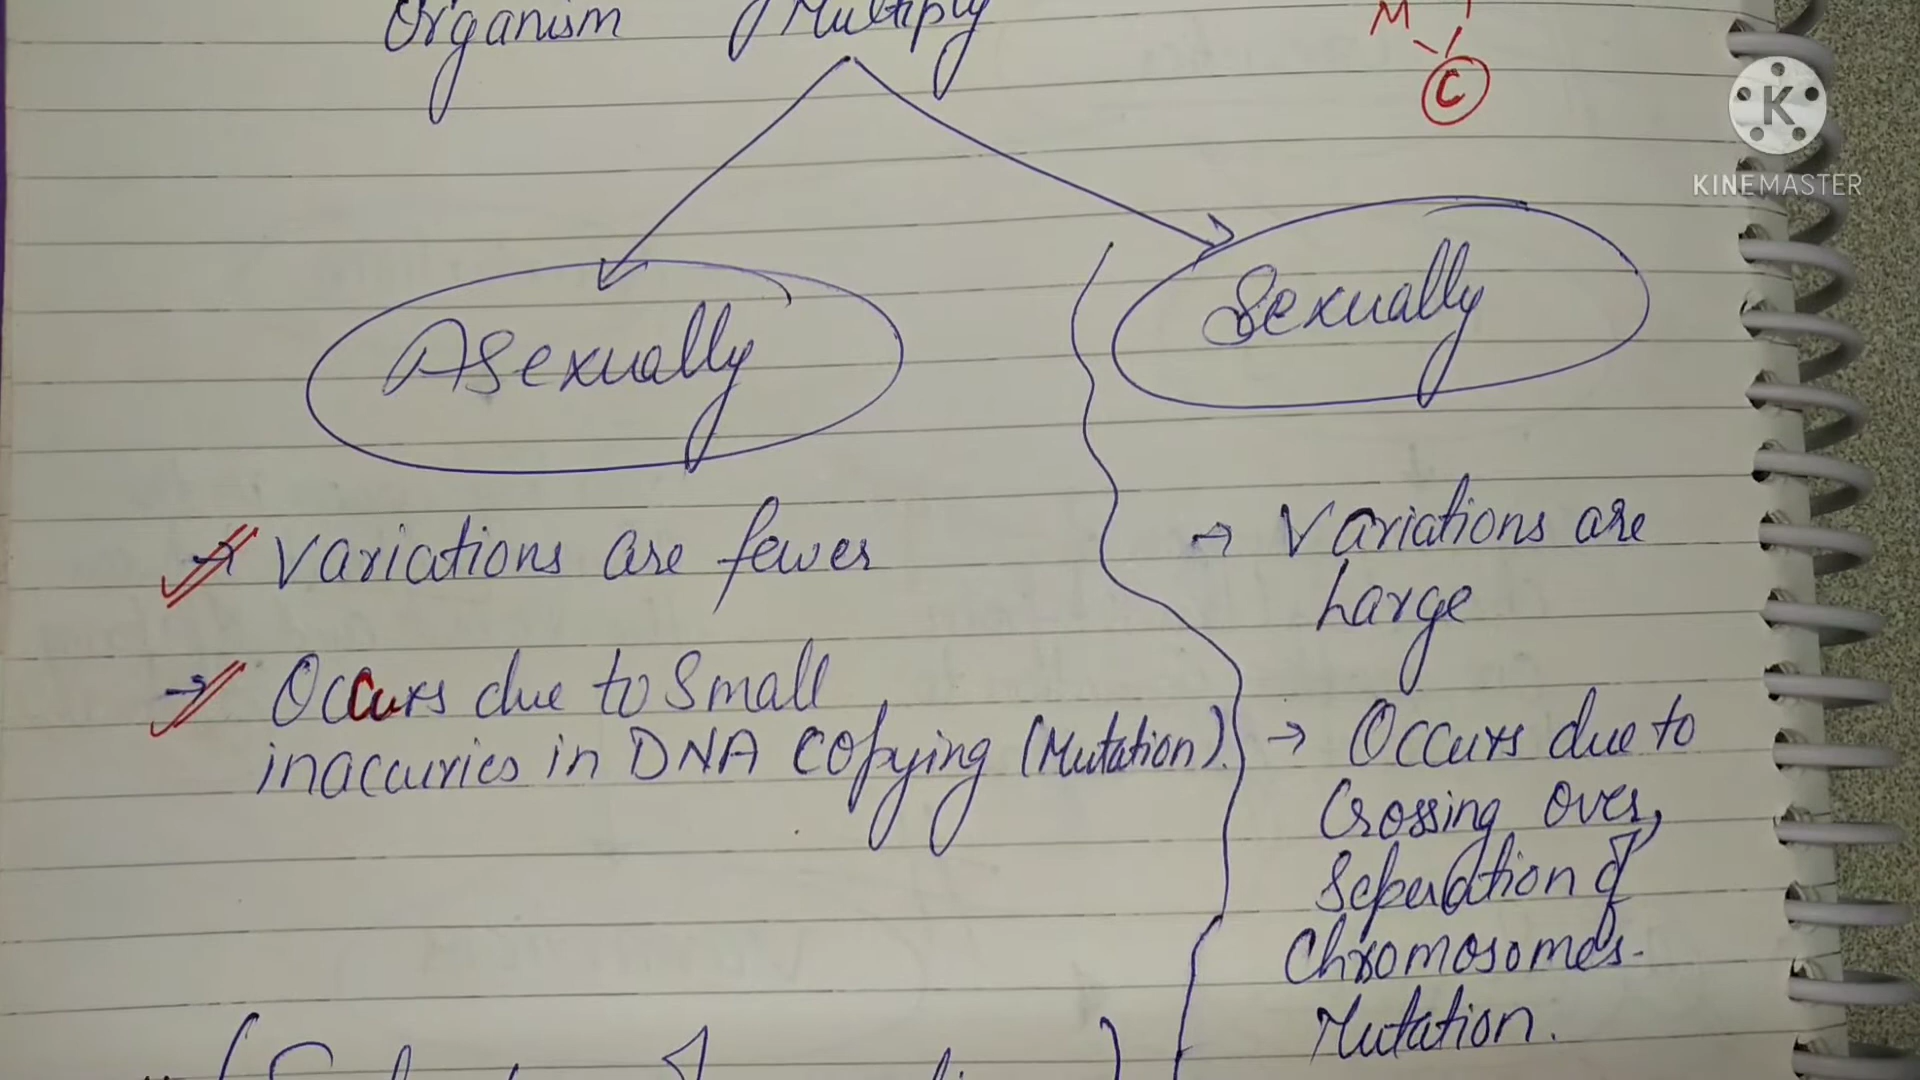 Organism Multiply
M
C
KINEMASTER
Asexually
Sexually
→ Variations are fewer
→ Occurs due to Small
inaccuries in DNA Copying (Mutation).
→ Variations are
Large
→ Occurs due to
Crossing over,
Seperation of
Chromosomes.
Mutation.